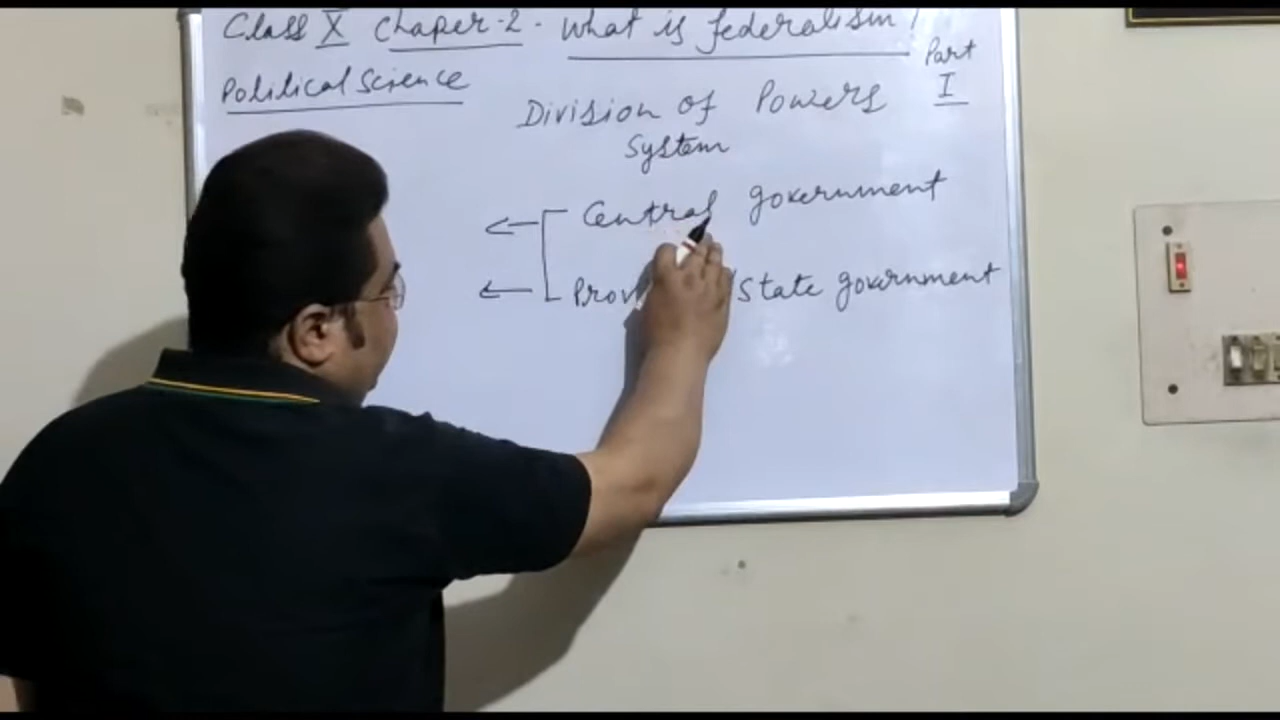 Class X Chaper-2 - What is federalism?
Part
I
Political Science
Division of Powers
System
Central government
State government